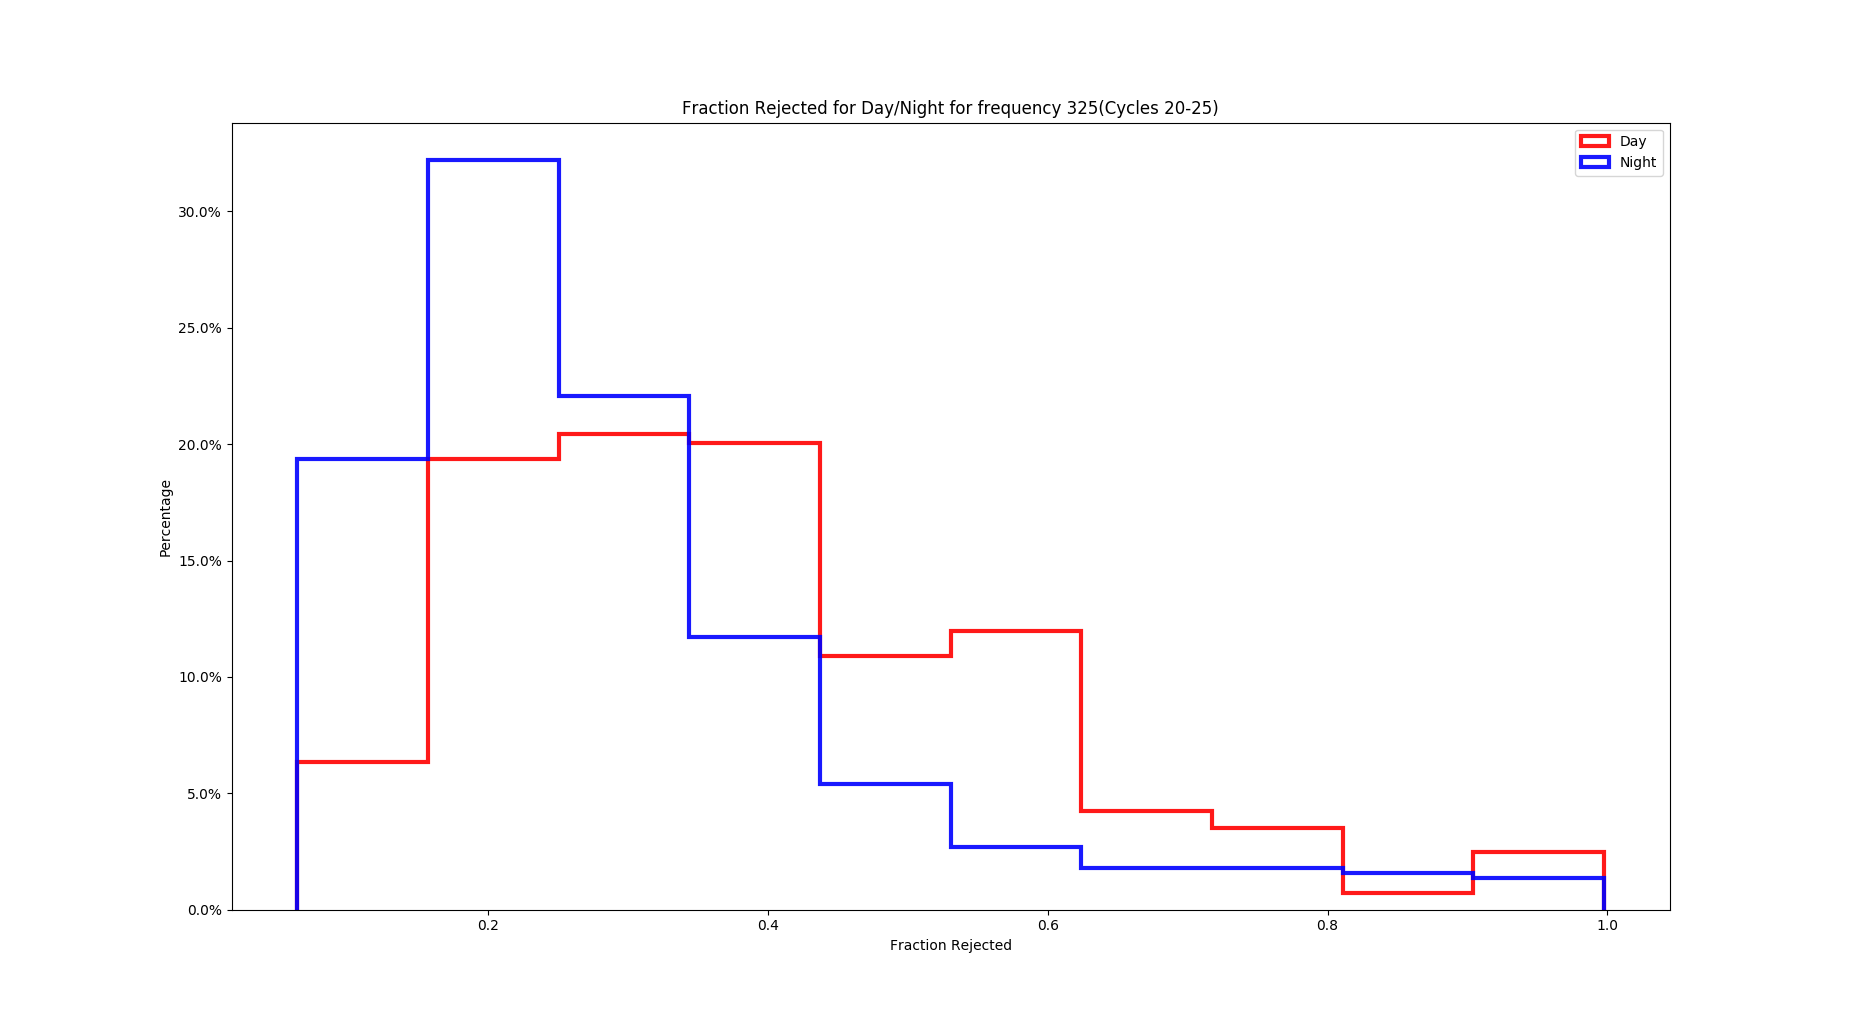 Fraction Rejected for Day/Night for frequency 325(Cycles 20-25)
Day
Night
30.0%
25.0%
20.0%
15.0%
10.0%
5.0%
0.0%
Percentage
0.2 0.4 0.6 0.8 1.0
Fraction Rejected